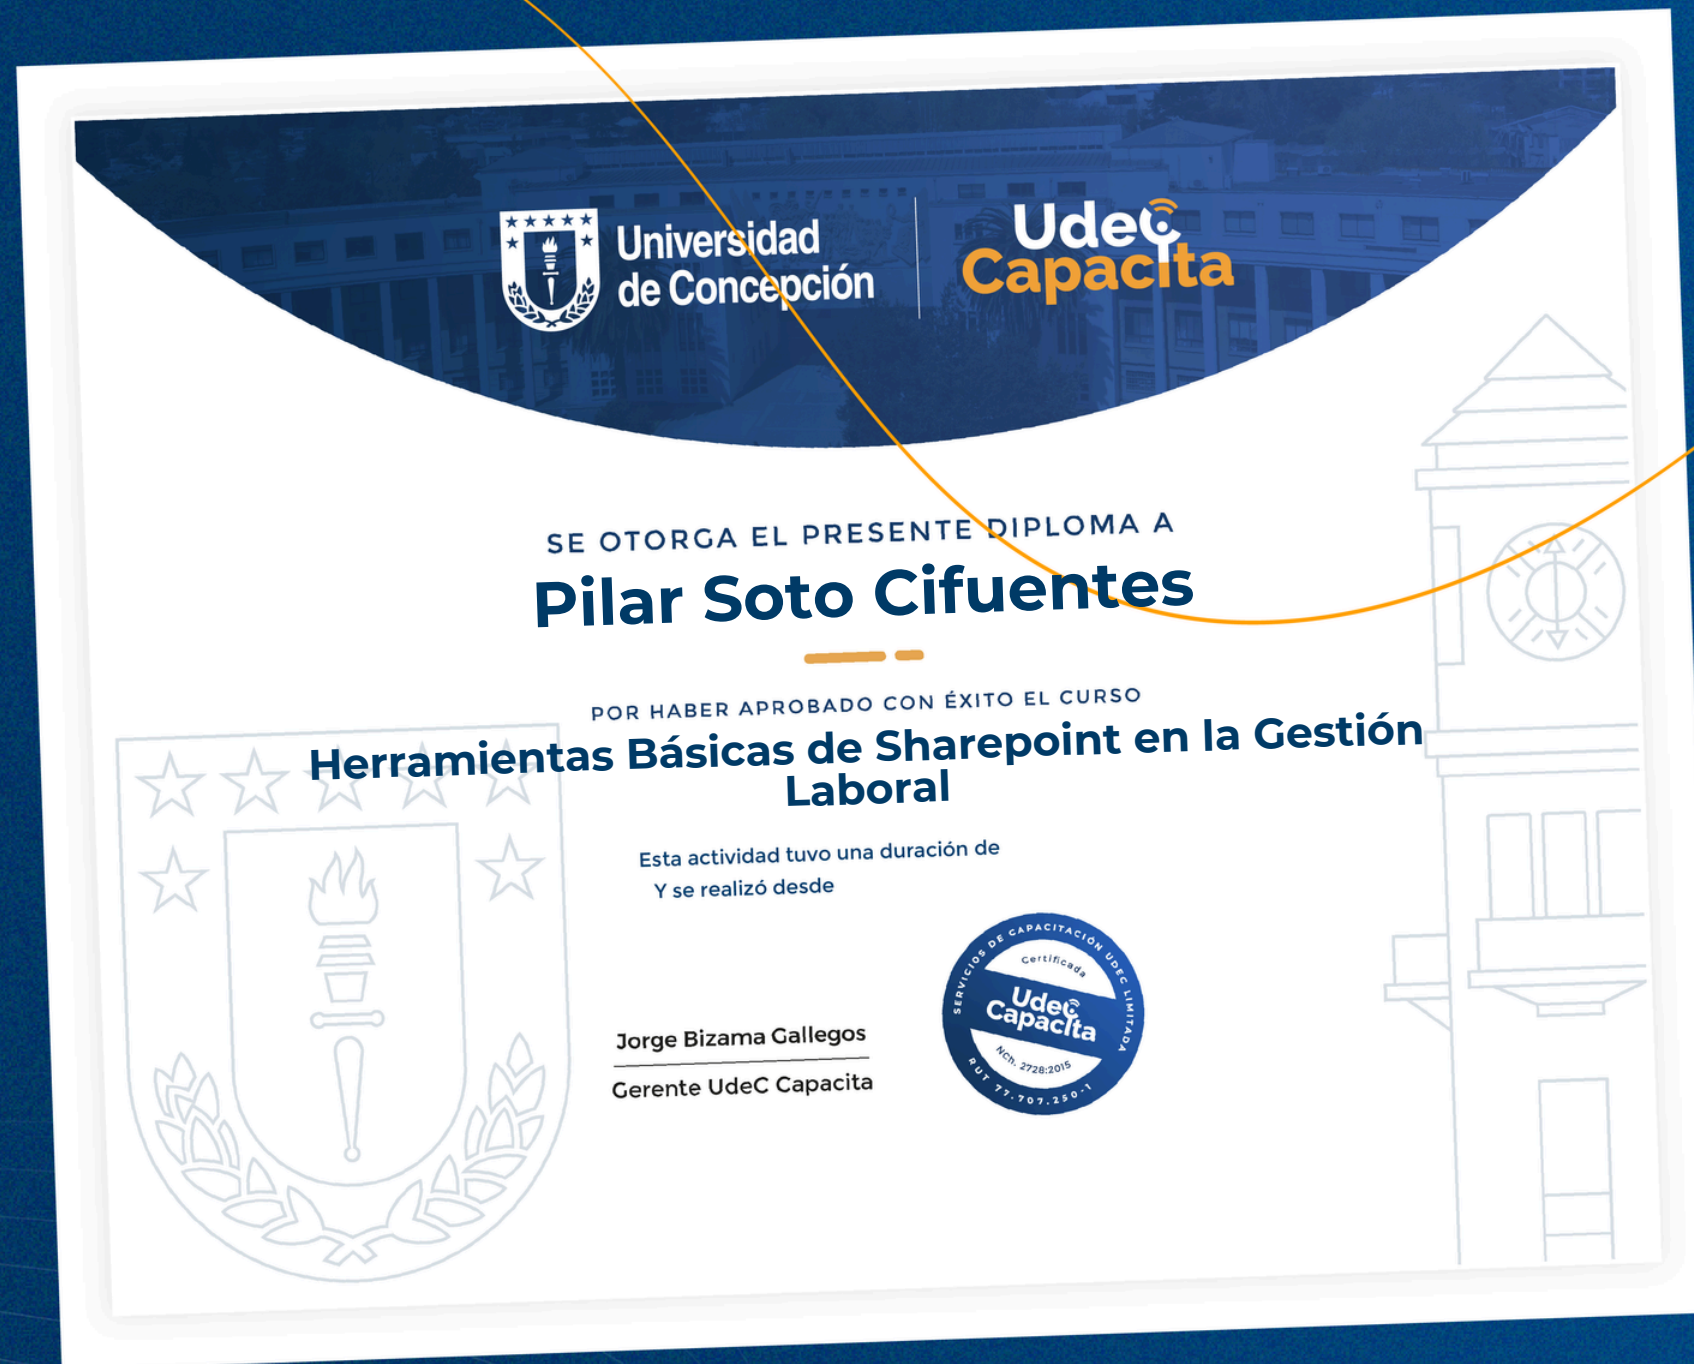 Universidad
de Concepción
UdeC
Capacita
SE OTORGA EL PRESENTE DIPLOMA A
Pilar Soto Cifuentes
POR HABER APROBADO CON ÉXITO EL CURSO
Herramientas Básicas de Sharepoint en la Gestión
Laboral
Esta actividad tuvo una duración de
Y se realizó desde
Jorge Bizama Gallegos
Gerente UdeC Capacita
SERVICIOS DE CAPACITACIÓN UDEC LIMITADA
Certificada
UdeC
Capacita
NCh. 2728:2015
RUT 77.707.250-1